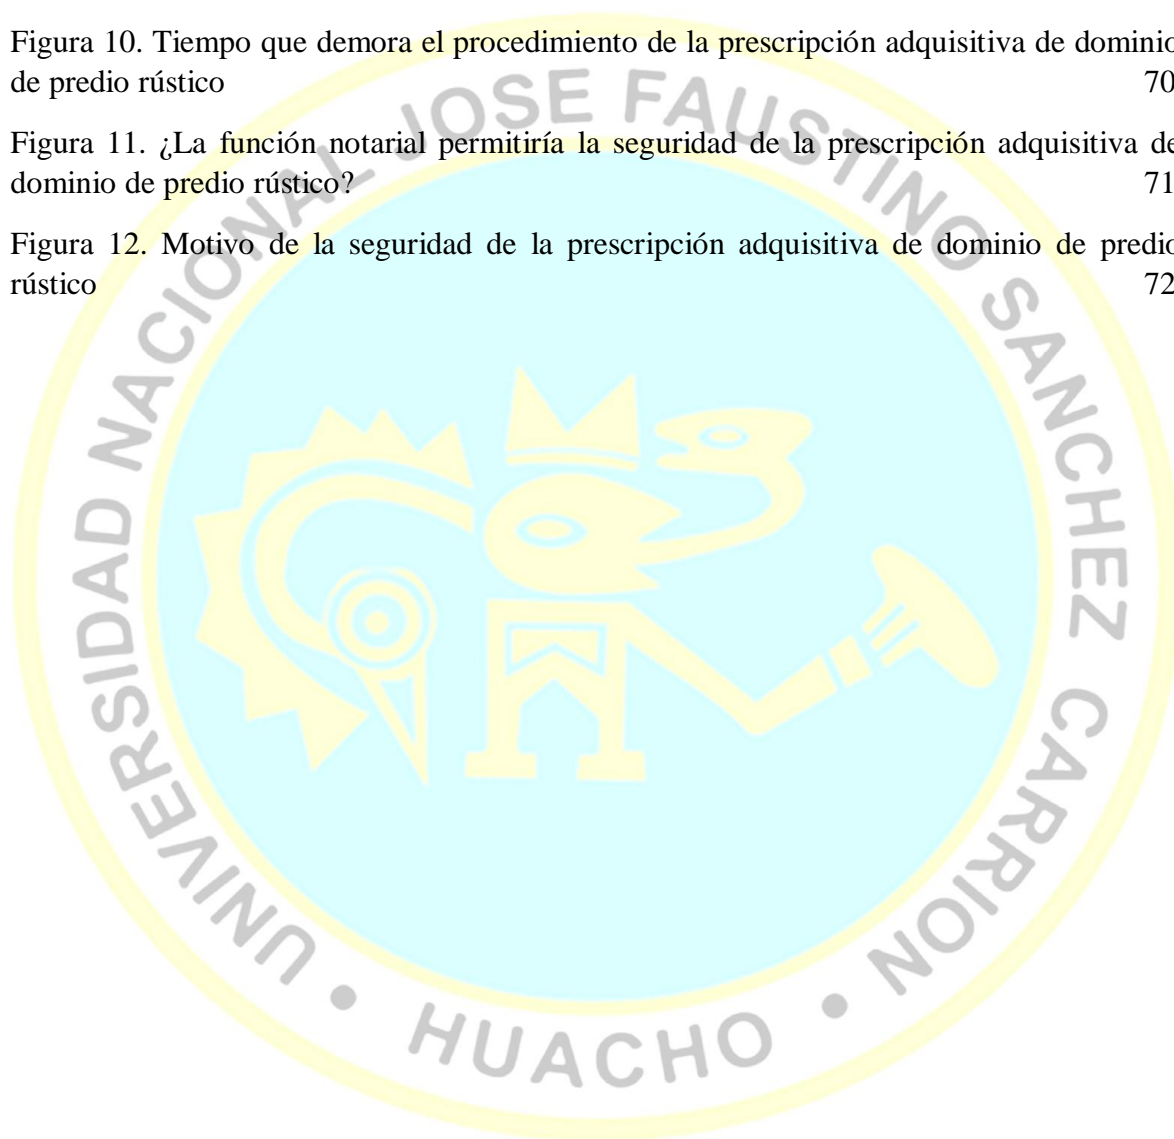 Figura 10. Tiempo que demora el procedimiento de la prescripción adquisitiva de dominio
de predio rústico 70
Figura 11. ¿La función notarial permitiría la seguridad de la prescripción adquisitiva de
dominio de predio rústico? 71
Figura 12. Motivo de la seguridad de la prescripción adquisitiva de dominio de predio
rústico 72
UNIVERSIDAD NACIONAL JOSE FAUSTINO SANCHEZ CARRION • HUACHO •